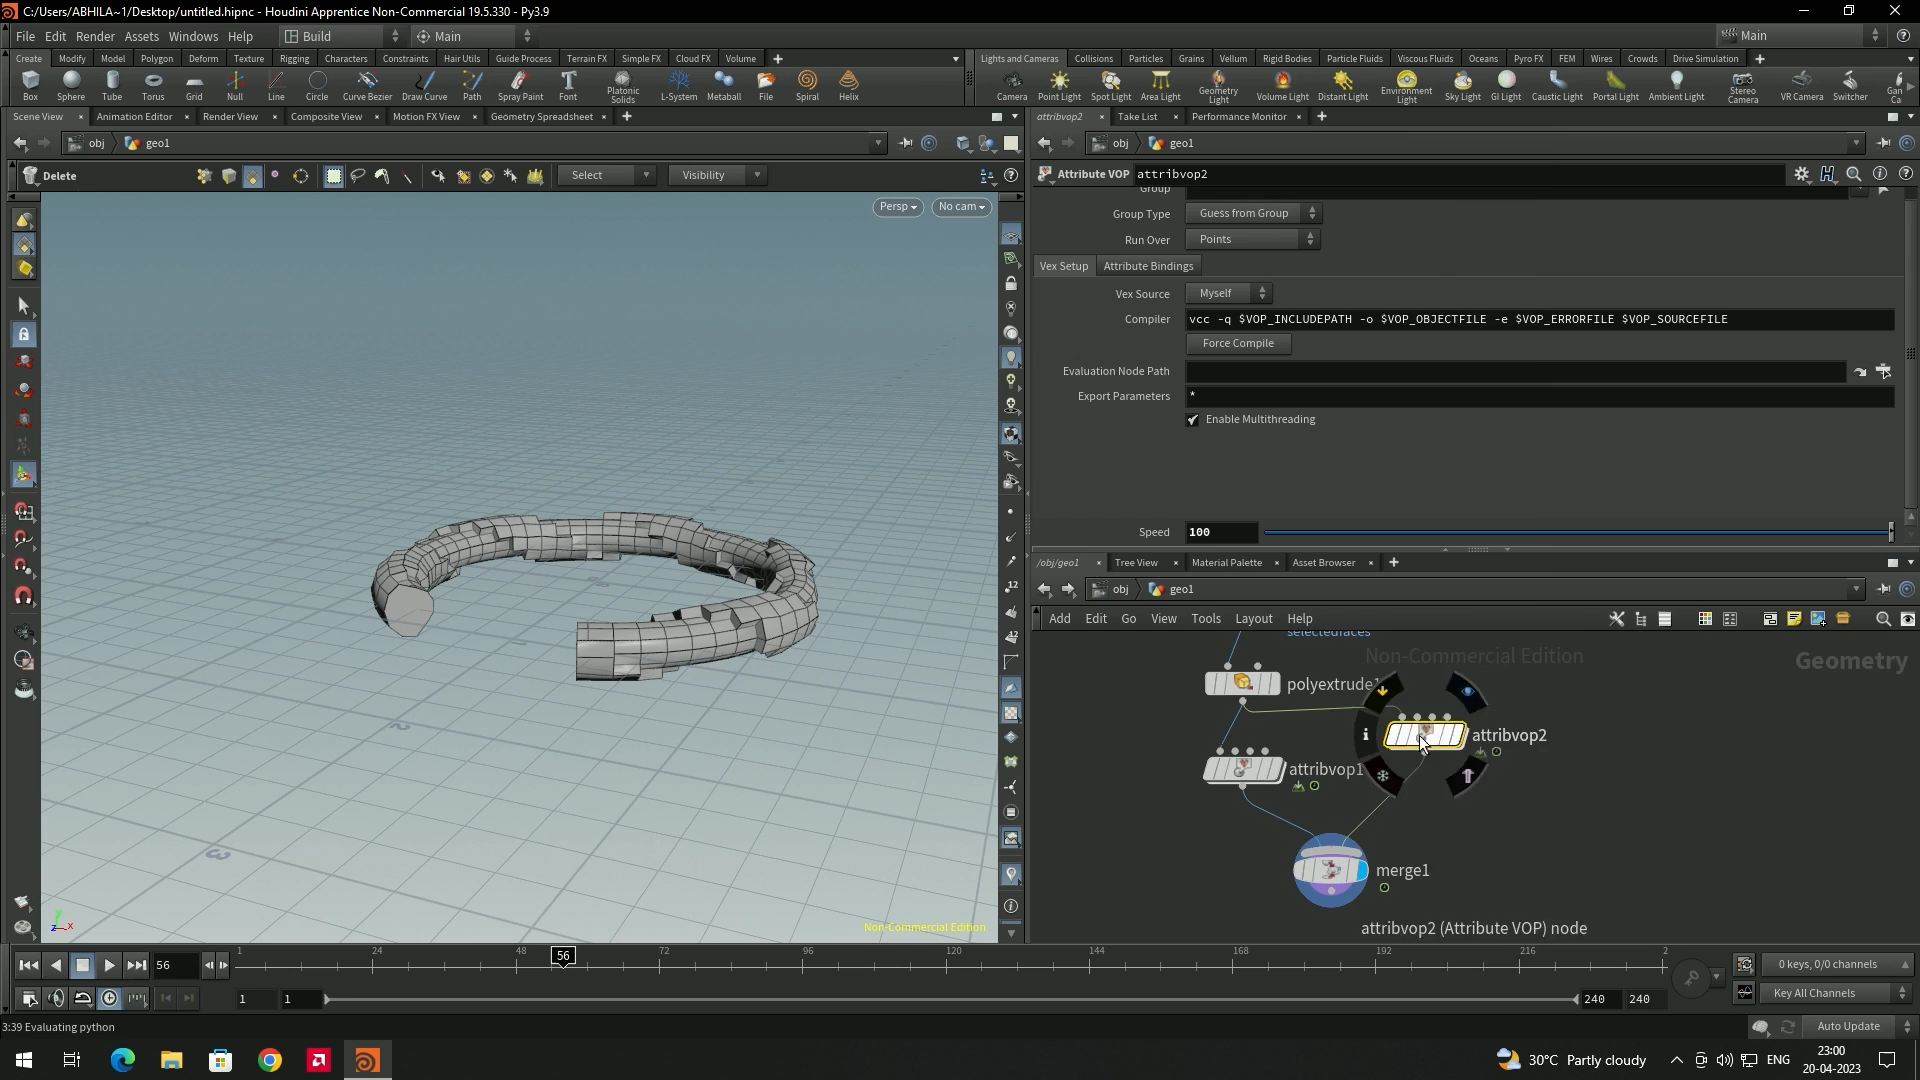 C:/Users/ABHILA~1/Desktop/untitled.hipnc - Houdini Apprentice Non-Commercial 19.5.330 - Py3.9
File Edit Render Assets Windows Help Build Main Main
Create Modify Model Polygon Deform Texture Rigging Characters Constraints Hair Utils Guide Process Terrain FX Simple FX Cloud FX Volume
Lights and Cameras Collisions Particles Grains Vellum Rigid Bodies Particle Fluids Viscous Fluids Oceans Pyro FX FEM Wires Crowds Drive Simulation
Box Sphere Tube Torus Grid Null Line Circle Curve Bezier Draw Curve Path Spray Paint Font Platonic Solids L-System Metaball File Spiral Helix
Camera Point Light Spot Light Area Light Geometry Light Volume Light Distant Light Environment Light Sky Light GI Light Caustic Light Portal Light Ambient Light Stereo Camera VR Camera Switcher Gan Ca
Scene View Animation Editor Render View Composite View Motion FX View Geometry Spreadsheet
attribvop2 Take List Performance Monitor
obj geo1
obj geo1
Delete Select Visibility
Attribute VOP attribvop2
Persp No cam
Group
Group Type Guess from Group
Run Over Points
Vex Setup Attribute Bindings
Vex Source Myself
Compiler vcc -q $VOP_INCLUDEPATH -o $VOP_OBJECTFILE -e $VOP_ERRORFILE $VOP_SOURCEFILE
Force Compile
Evaluation Node Path
Export Parameters *
Enable Multithreading
Speed 100
/obj/geo1 Tree View Material Palette Asset Browser
obj geo1
Add Edit Go View Tools Layout Help
selectedfaces
Non-Commercial Edition
Geometry
polyextrude1
attribvop2
attribvop1
merge1
attribvop2 (Attribute VOP) node
2
3
z x y
Non-Commercial Edition
1 24 48 72 96 120 144 168 192 216 2
56 56
0 keys, 0/0 channels
1 1 240 240
Key All Channels
3:39 Evaluating python
Auto Update
30°C Partly cloudy
ENG
23:00
20-04-2023